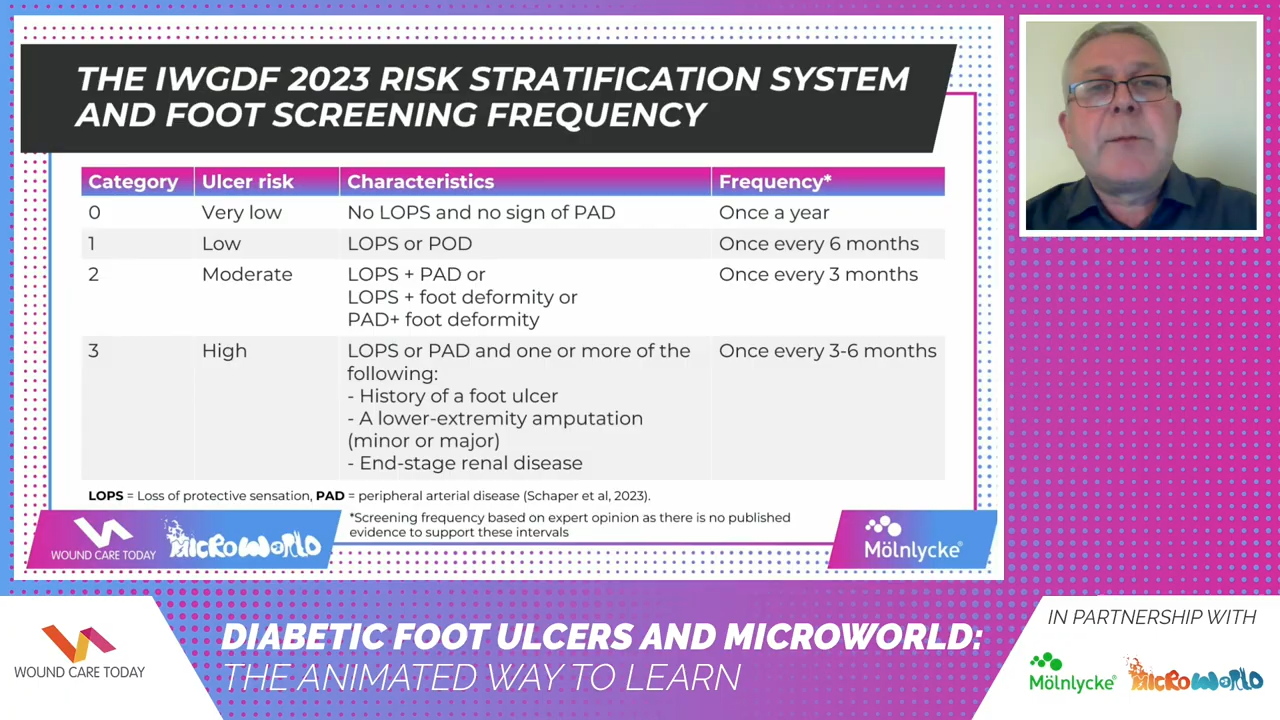 THE IWGDF 2023 RISK STRATIFICATION SYSTEM
AND FOOT SCREENING FREQUENCY
Category Ulcer risk Characteristics Frequency*
0 Very low No LOPS and no sign of PAD Once a year
1 Low LOPS or POD Once every 6 months
2 Moderate LOPS + PAD or Once every 3 months
LOPS + foot deformity or
PAD+ foot deformity
3 High LOPS or PAD and one or more of the Once every 3-6 months
following:
- History of a foot ulcer
- A lower-extremity amputation
(minor or major)
- End-stage renal disease
LOPS = Loss of protective sensation, PAD = peripheral arterial disease (Schaper et al, 2023).
*Screening frequency based on expert opinion as there is no published
evidence to support these intervals
WOUND CARE TODAY
MicroWorld
Mölnlycke®
WOUND CARE TODAY
DIABETIC FOOT ULCERS AND MICROWORLD:
THE ANIMATED WAY TO LEARN
IN PARTNERSHIP WITH
Mölnlycke®
MicroWorld